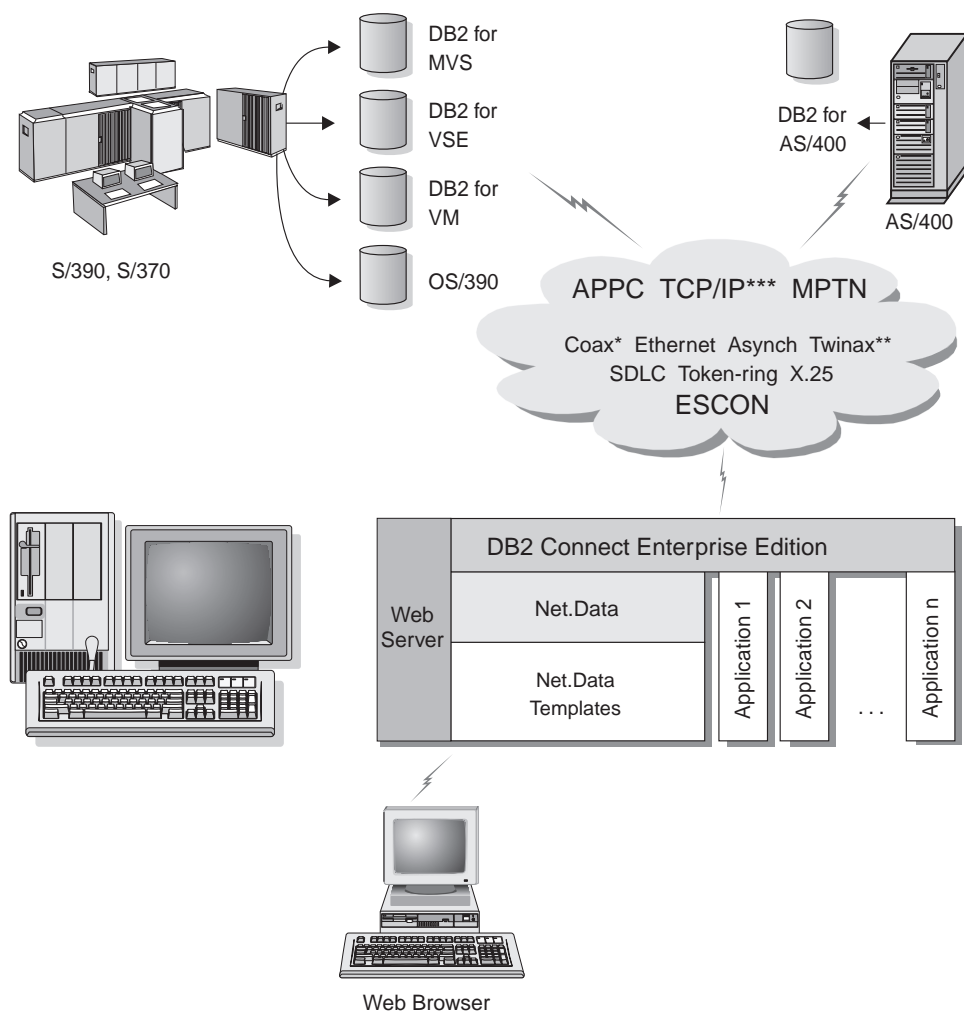 DB2 for
MVS
DB2 for
VSE
DB2 for
VM
OS/390
S/390, S/370
DB2 for
AS/400
AS/400
APPC TCP/IP*** MPTN
Coax* Ethernet Asynch Twinax**
SDLC Token-ring X.25
ESCON
DB2 Connect Enterprise Edition
Web
Server
Net.Data
Net.Data
Templates
Application 1
Application 2
. . .
Application n
Web Browser